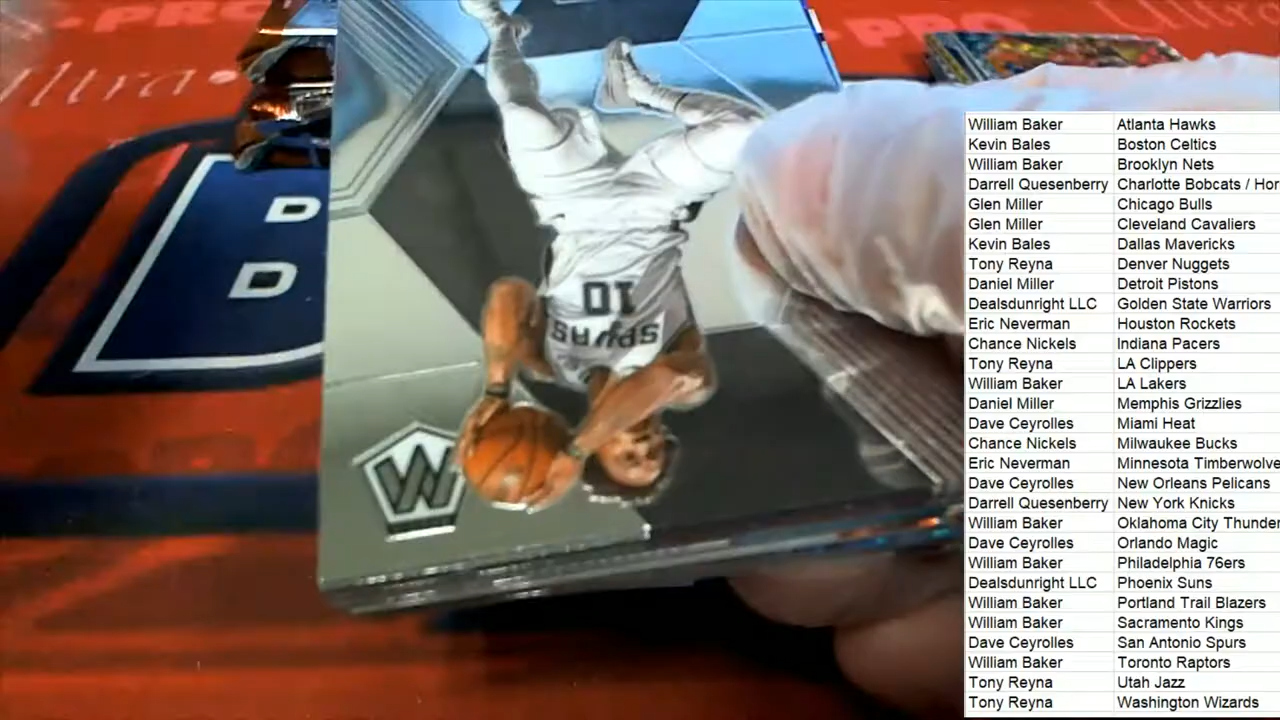 PRO
PRO
Ultra
Ultra
D
D
10
SPURS
W
William Baker Atlanta Hawks
Kevin Bales Boston Celtics
William Baker Brooklyn Nets
Darrell Quesenberry Charlotte Bobcats / Hor
Glen Miller Chicago Bulls
Glen Miller Cleveland Cavaliers
Kevin Bales Dallas Mavericks
Tony Reyna Denver Nuggets
Daniel Miller Detroit Pistons
Dealsdunright LLC Golden State Warriors
Eric Neverman Houston Rockets
Chance Nickels Indiana Pacers
Tony Reyna LA Clippers
William Baker LA Lakers
Daniel Miller Memphis Grizzlies
Dave Ceyrolles Miami Heat
Chance Nickels Milwaukee Bucks
Eric Neverman Minnesota Timberwolve
Dave Ceyrolles New Orleans Pelicans
Darrell Quesenberry New York Knicks
William Baker Oklahoma City Thunder
Dave Ceyrolles Orlando Magic
William Baker Philadelphia 76ers
Dealsdunright LLC Phoenix Suns
William Baker Portland Trail Blazers
William Baker Sacramento Kings
Dave Ceyrolles San Antonio Spurs
William Baker Toronto Raptors
Tony Reyna Utah Jazz
Tony Reyna Washington Wizards